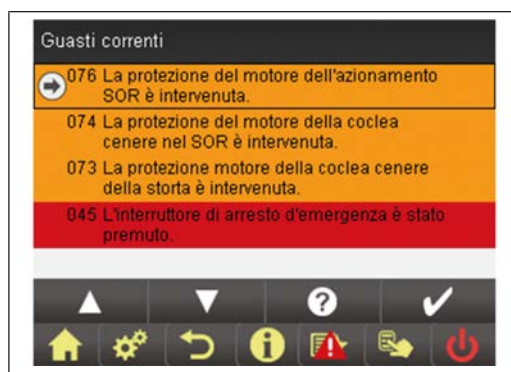 Guasti correnti
076 La protezione del motore dell'azionamento
SOR è intervenuta.
074 La protezione del motore della coclea
cenere nel SOR è intervenuta.
073 La protezione motore della coclea cenere
della storta è intervenuta.
045 L'interruttore di arresto d'emergenza è stato
premuto.